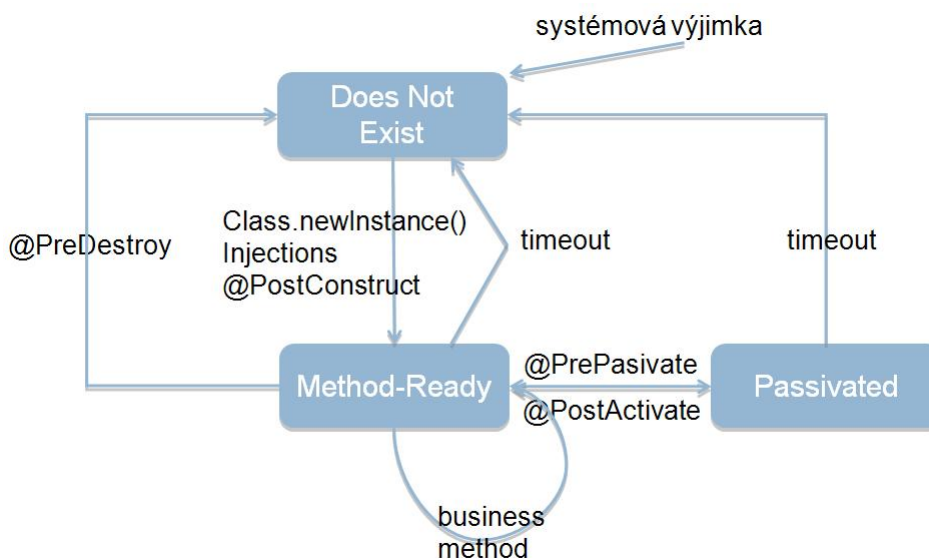 systémová výjimka
Does Not
Exist
@PreDestroy
Class.newInstance()
Injections
@PostConstruct
timeout
timeout
Method-Ready
@PrePasivate
@PostActivate
Passivated
business
method